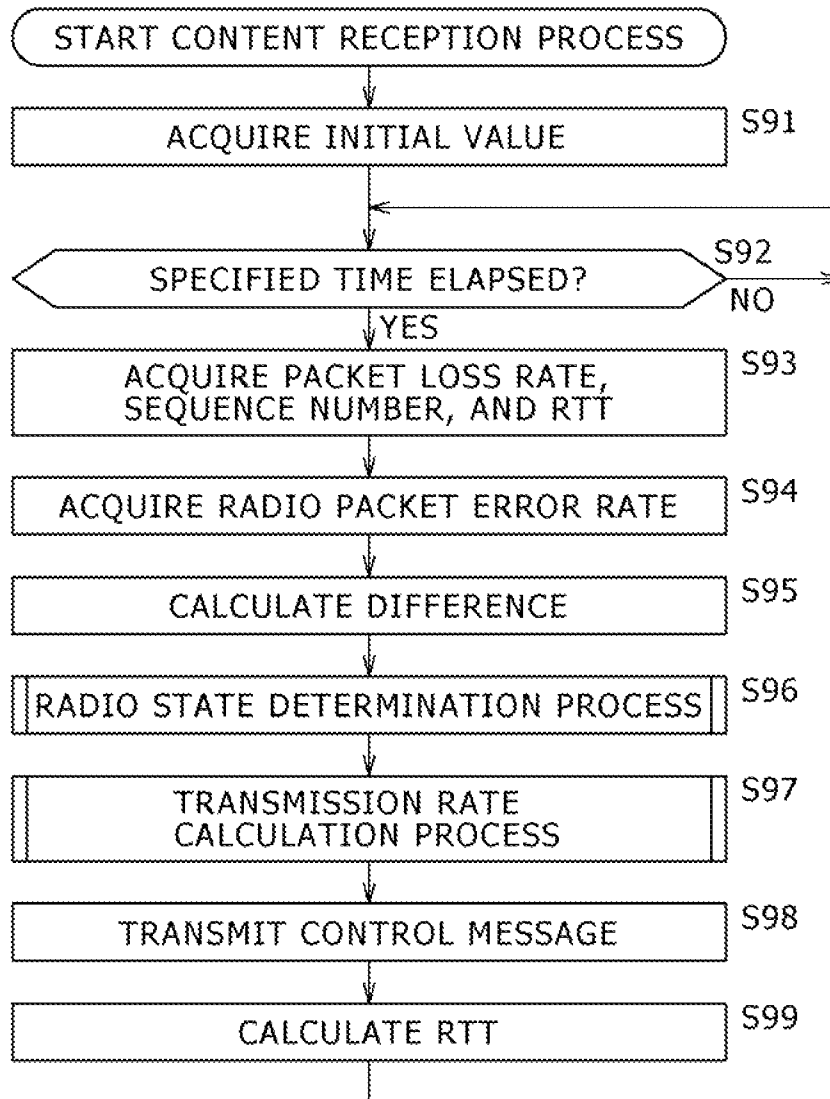 START CONTENT RECEPTION PROCESS
S91
ACQUIRE INITIAL VALUE
S92
SPECIFIED TIME ELAPSED?
NO
YES
S93
ACQUIRE PACKET LOSS RATE,
SEQUENCE NUMBER, AND RTT
S94
ACQUIRE RADIO PACKET ERROR RATE
S95
CALCULATE DIFFERENCE
S96
RADIO STATE DETERMINATION PROCESS
S97
TRANSMISSION RATE
CALCULATION PROCESS
S98
TRANSMIT CONTROL MESSAGE
S99
CALCULATE RTT